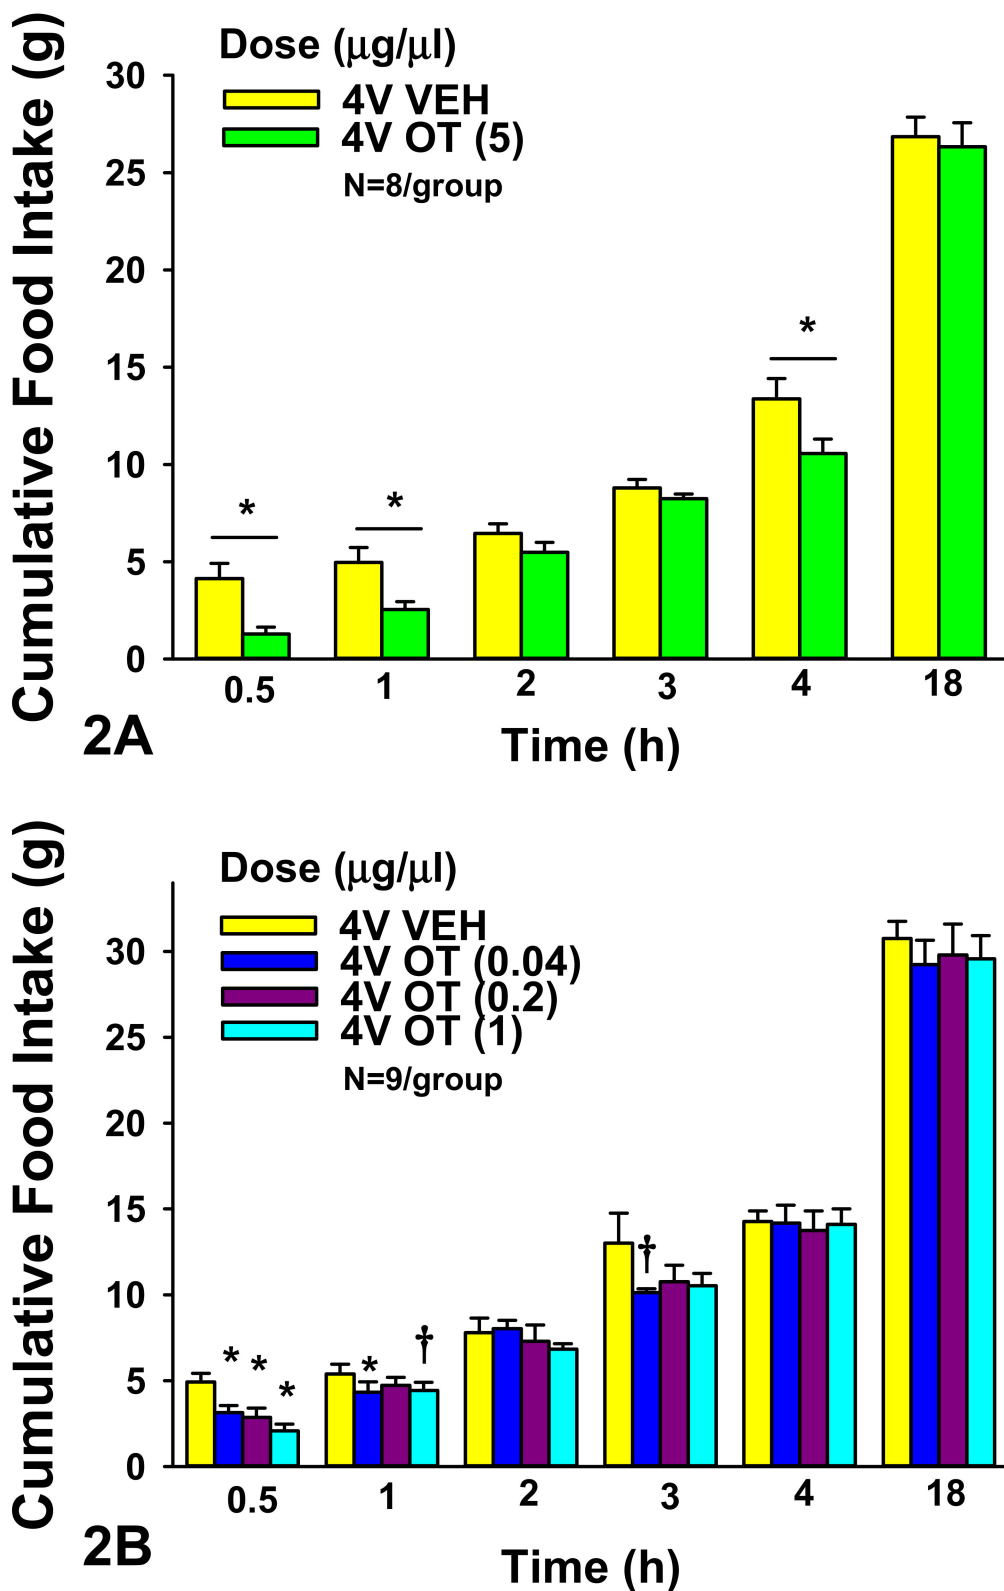 Cumulative Food Intake (g)
Dose (μg/μl)
4V VEH
4V OT (5)
N=8/group
30
25
20
15
10
5
0
*
*
*
0.5 1 2 3 4 18
2A
Time (h)
Cumulative Food Intake (g)
Dose (μg/μl)
4V VEH
4V OT (0.04)
4V OT (0.2)
4V OT (1)
N=9/group
30
25
20
15
10
5
0
* * *
* †
†
0.5 1 2 3 4 18
2B
Time (h)